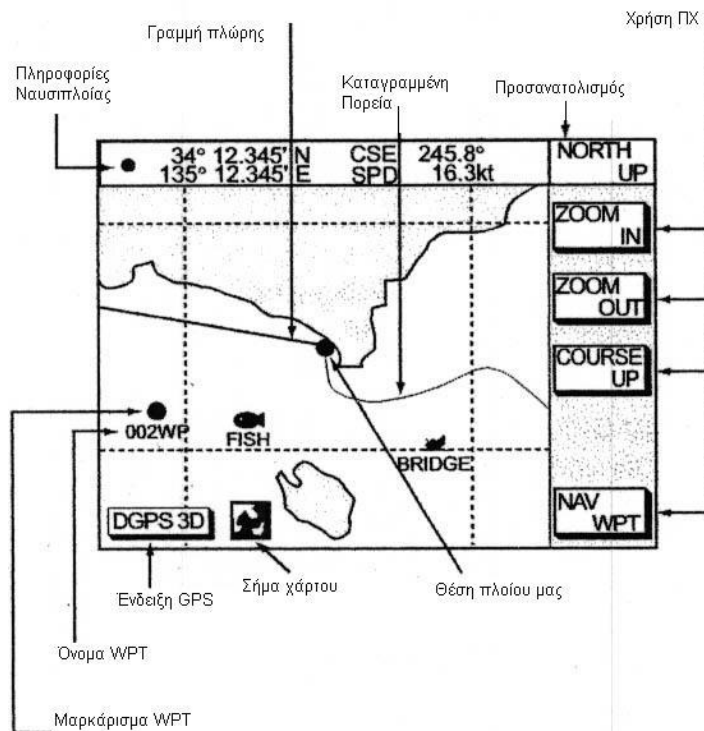 Χρήση ΠΧ
Γραμμή πλώρης
Πληροφορίες
Ναυσιπλοίας
Καταγραμμένη
Πορεία
Προσανατολισμός
34° 12.345' N CSE 245.8°
135° 12.345' E SPD 16.3kt
NORTH
UP
ZOOM
IN
ZOOM
OUT
COURSE
UP
002WP
FISH
BRIDGE
NAV
WPT
DGPS 3D
Ένδειξη GPS
Σήμα χάρτου
Θέση πλοίου μας
Όνομα WPT
Μαρκάρισμα WPT